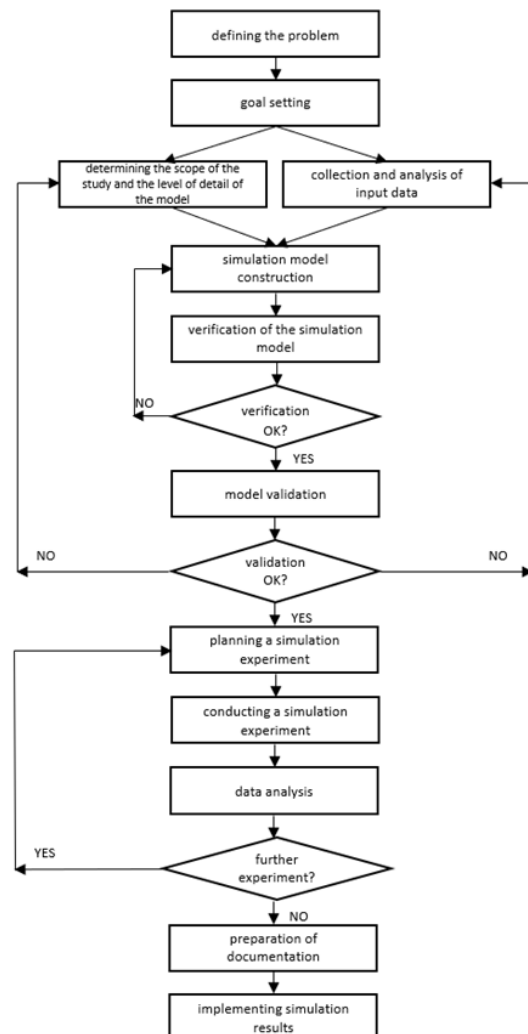 defining the problem
goal setting
determining the scope of the
study and the level of detail of
the model
collection and analysis of
input data
simulation model
construction
verification of the simulation
model
NO
verification
OK?
YES
model validation
NO
validation
OK?
NO
YES
planning a simulation
experiment
conducting a simulation
experiment
data analysis
YES
further
experiment?
NO
preparation of
documentation
implementing simulation
results